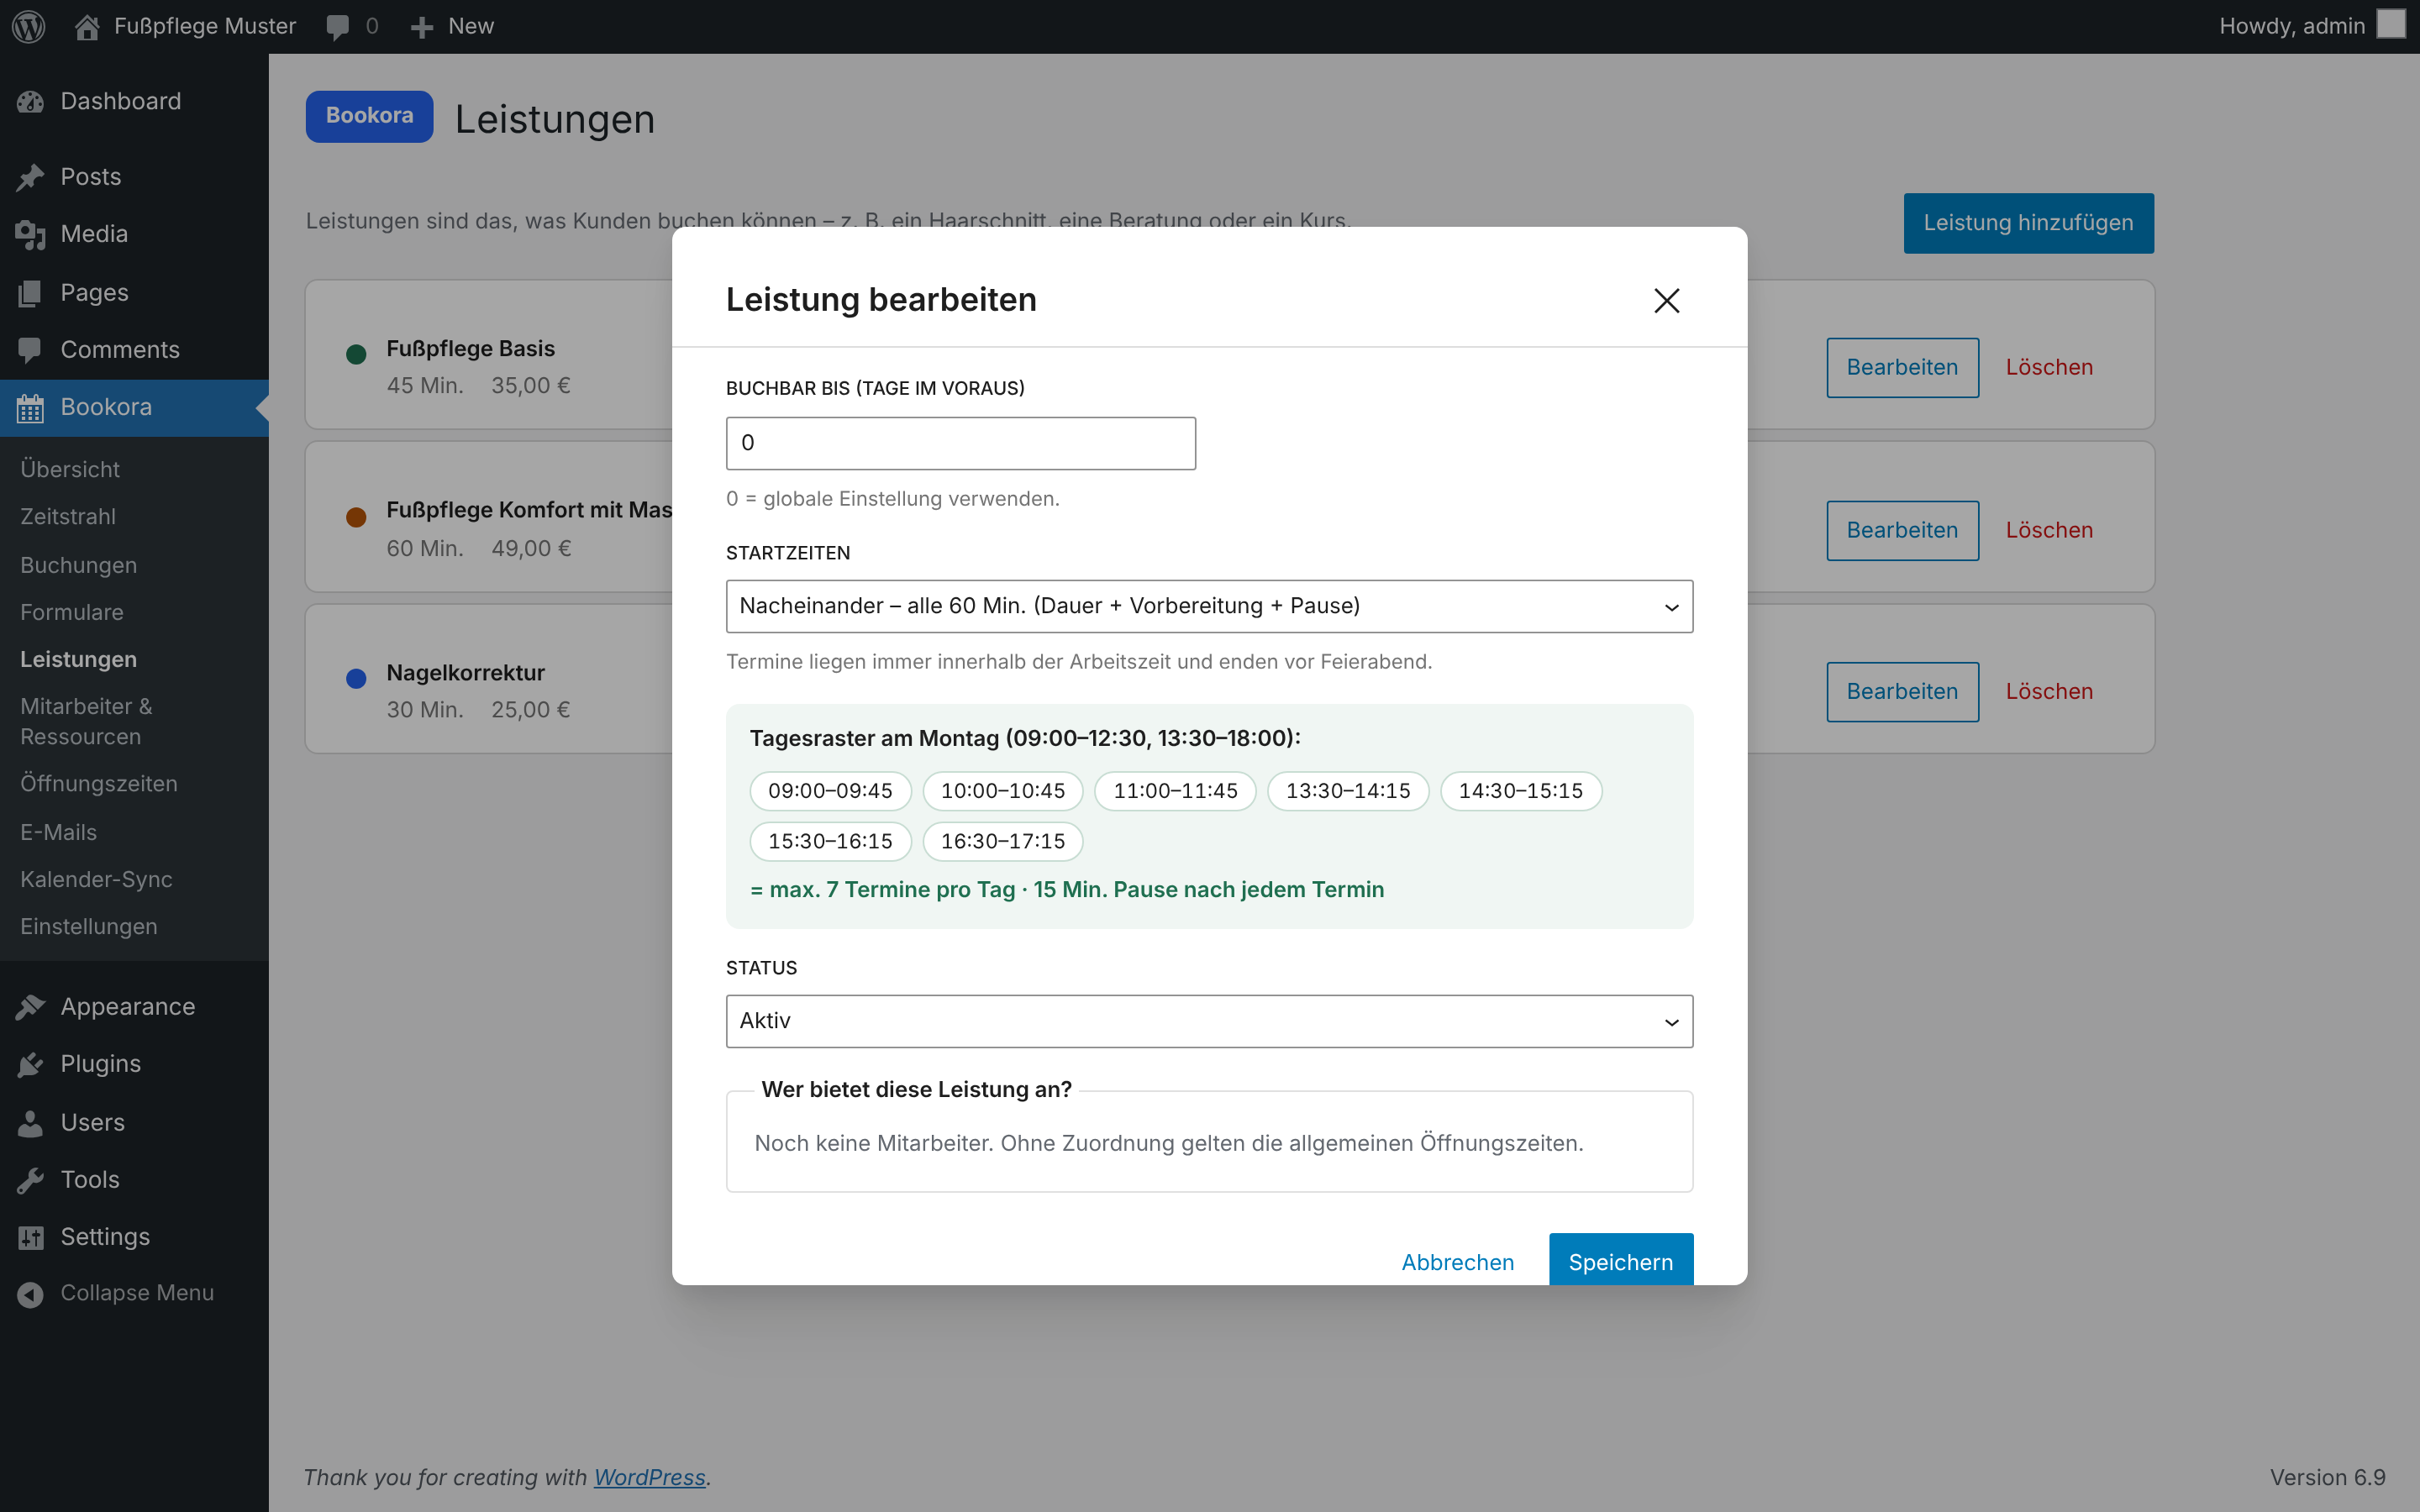 Fußpflege Muster
0
New
Howdy, admin
Dashboard
Posts
Media
Pages
Comments
Bookora
Übersicht
Zeitstrahl
Buchungen
Formulare
Leistungen
Mitarbeiter &
Ressourcen
Öffnungszeiten
E-Mails
Kalender-Sync
Einstellungen
Appearance
Plugins
Users
Tools
Settings
Collapse Menu
Bookora
Leistungen
Leistungen sind das, was Kunden buchen können – z. B. ein Haarschnitt, eine Beratung oder ein Kurs.
Leistung hinzufügen
Fußpflege Basis
45 Min. 35,00 €
Bearbeiten
Löschen
Fußpflege Komfort mit Mas
60 Min. 49,00 €
Bearbeiten
Löschen
Nagelkorrektur
30 Min. 25,00 €
Bearbeiten
Löschen
Leistung bearbeiten
BUCHBAR BIS (TAGE IM VORAUS)
0
0 = globale Einstellung verwenden.
STARTZEITEN
Nacheinander – alle 60 Min. (Dauer + Vorbereitung + Pause)
Termine liegen immer innerhalb der Arbeitszeit und enden vor Feierabend.
Tagesraster am Montag (09:00–12:30, 13:30–18:00):
09:00–09:45 10:00–10:45 11:00–11:45 13:30–14:15 14:30–15:15
15:30–16:15 16:30–17:15
= max. 7 Termine pro Tag · 15 Min. Pause nach jedem Termin
STATUS
Aktiv
Wer bietet diese Leistung an?
Noch keine Mitarbeiter. Ohne Zuordnung gelten die allgemeinen Öffnungszeiten.
Abbrechen
Speichern
Thank you for creating with WordPress.
Version 6.9